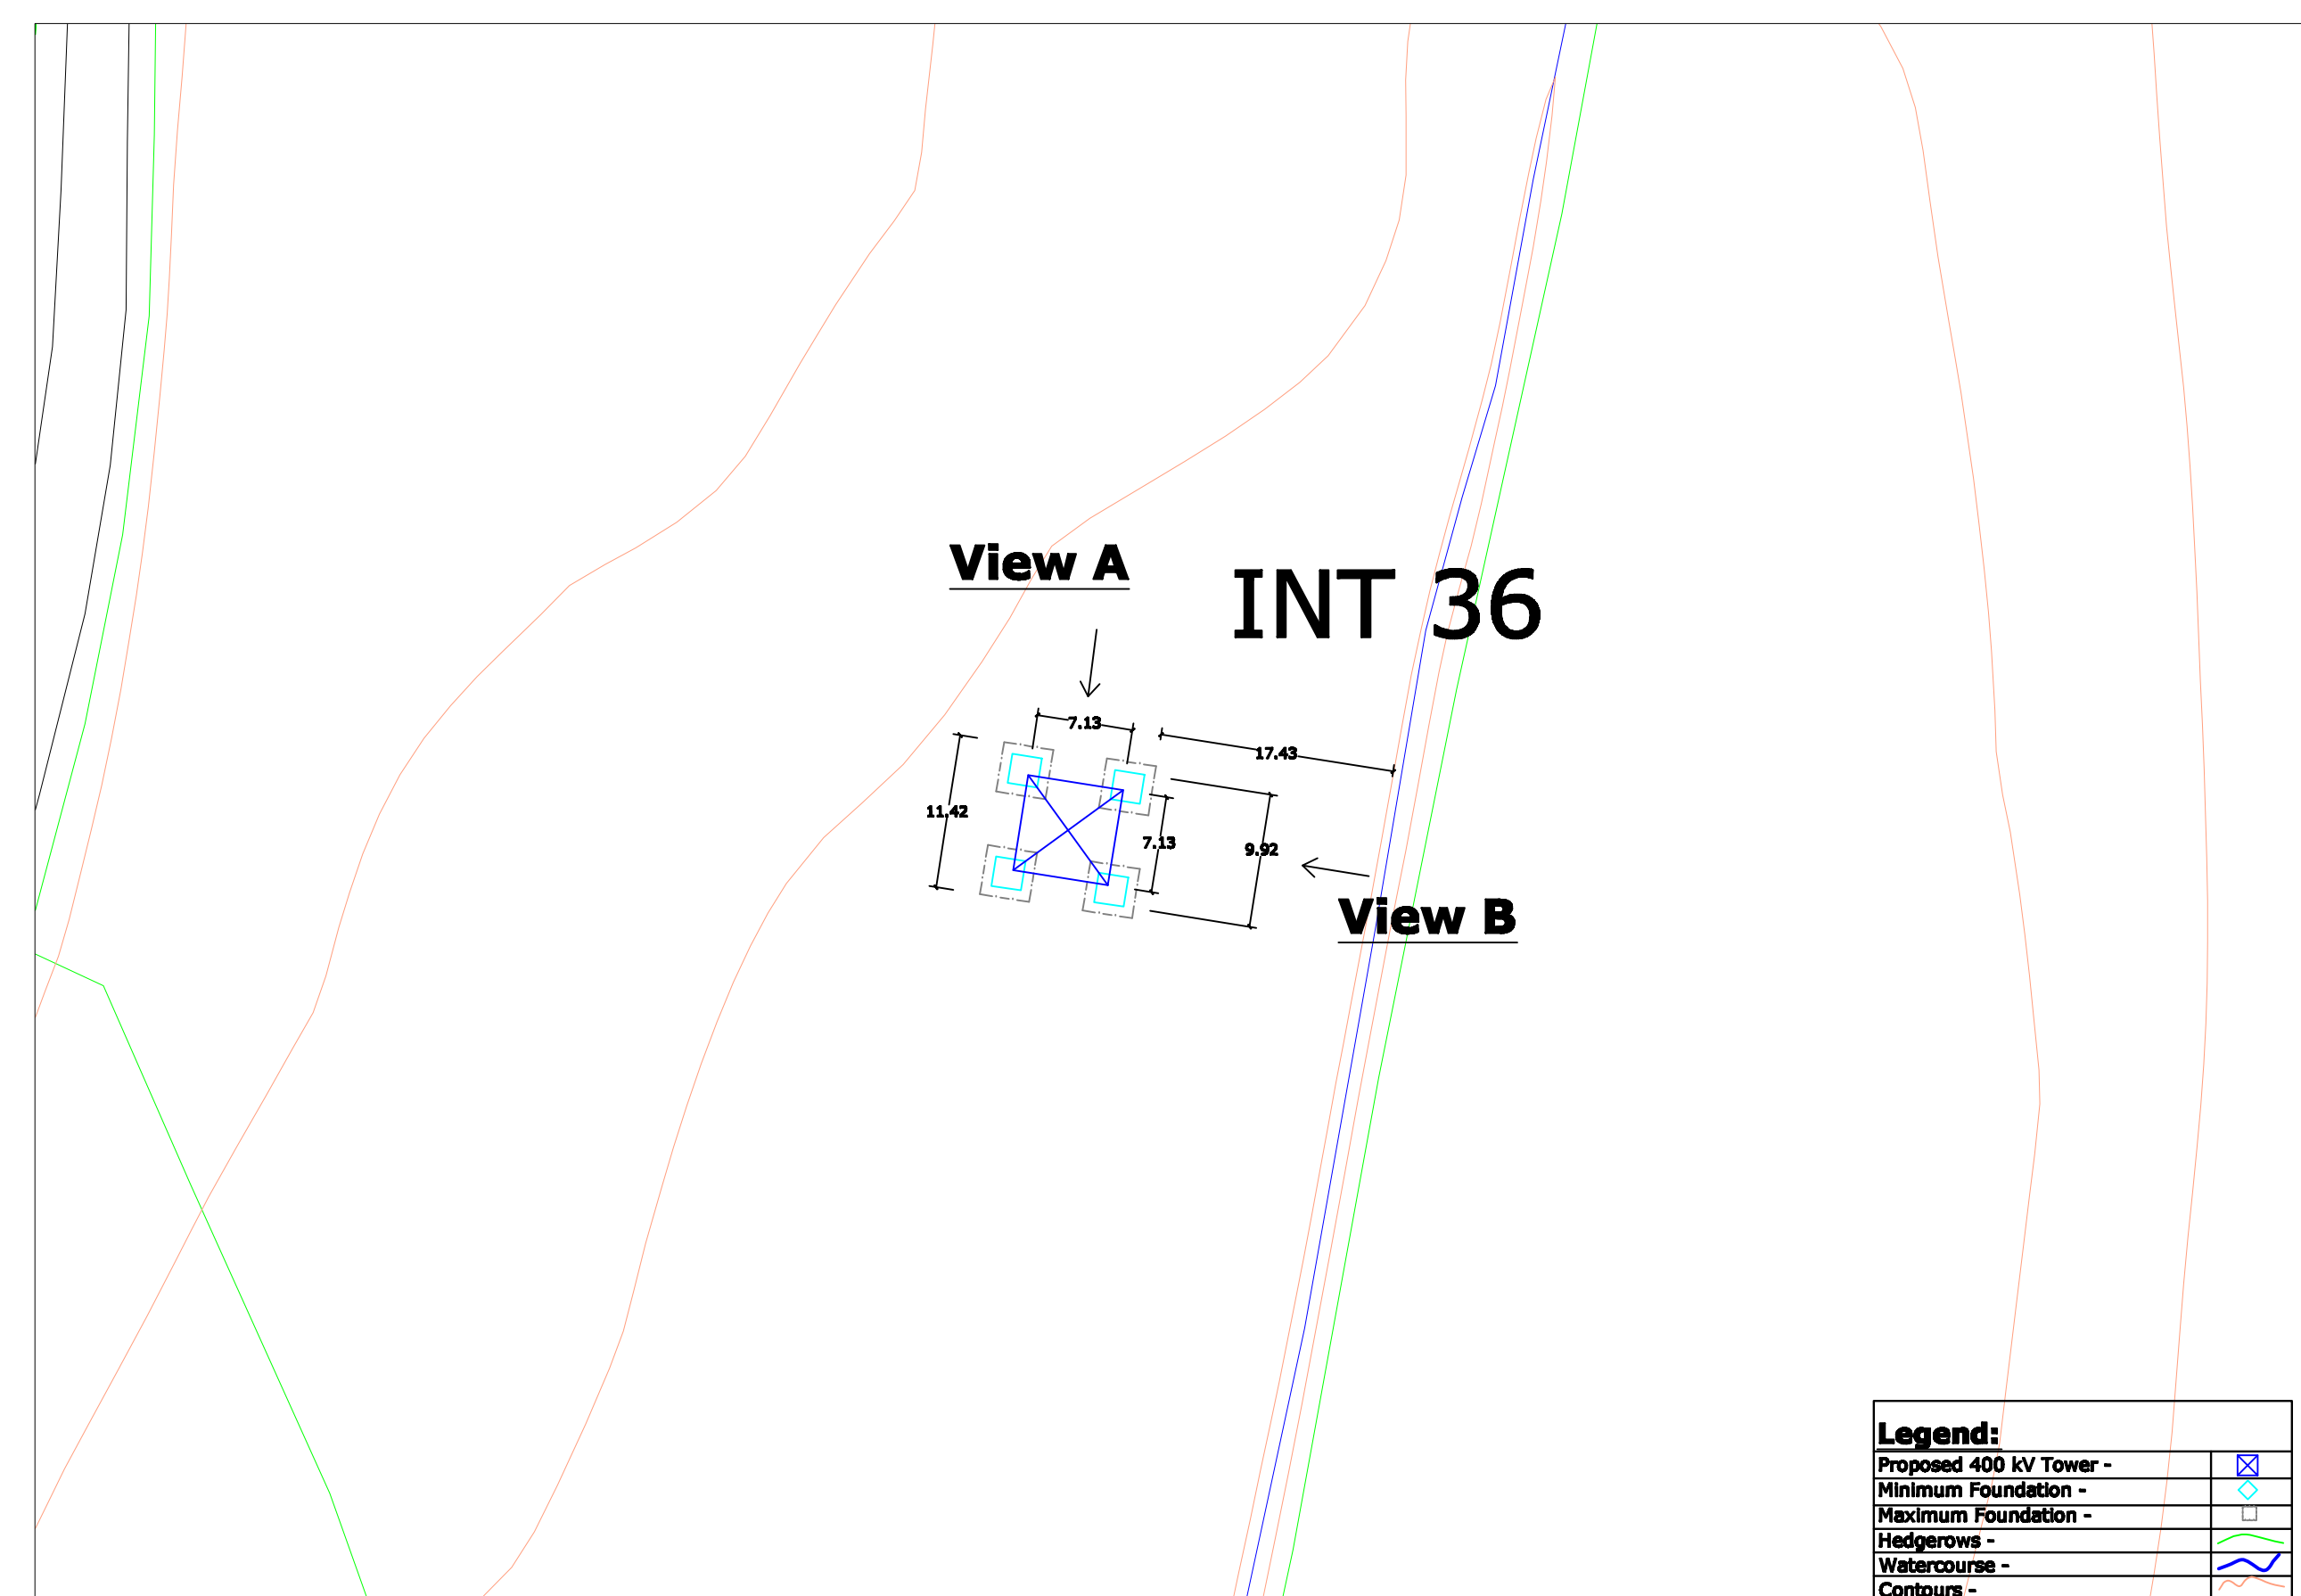 View A
INT 36
7.13
17.43
11.42
7.13
9.92
View B
Legend:
Proposed 400 kV Tower -
Minimum Foundation -
Maximum Foundation -
Hedgerows -
Watercourse -
Contours -